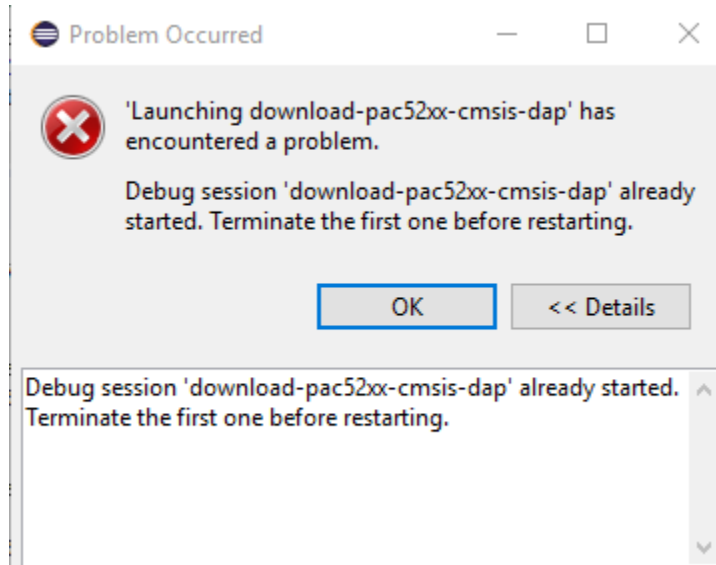 Problem Occurred
'Launching download-pac52xx-cmsis-dap' has
encountered a problem.
Debug session 'download-pac52xx-cmsis-dap' already
started. Terminate the first one before restarting.
OK
<< Details
Debug session 'download-pac52xx-cmsis-dap' already started.
Terminate the first one before restarting.